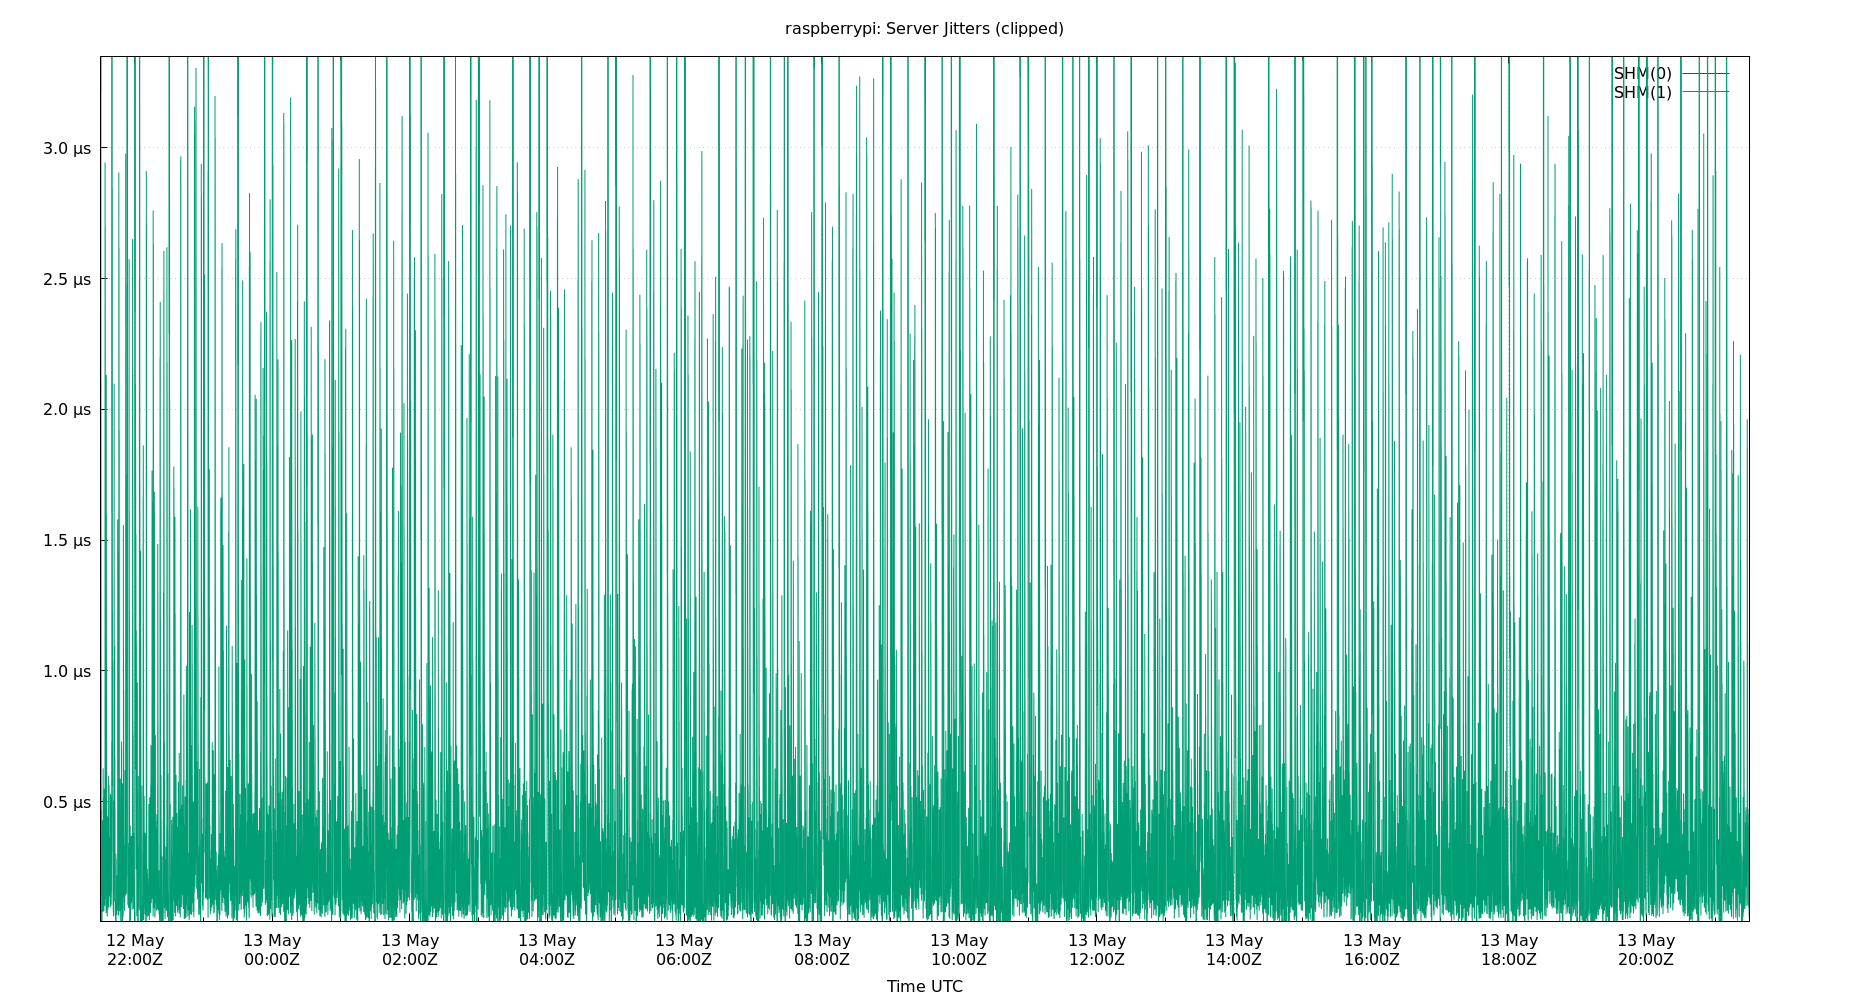 raspberrypi: Server Jitters (clipped)
SHM(0)
SHM(1)
3.0 µs
2.5 µs
2.0 µs
1.5 µs
1.0 µs
0.5 µs
12 May 13 May 13 May 13 May 13 May 13 May 13 May 13 May 13 May 13 May 13 May 13 May
22:00Z 00:00Z 02:00Z 04:00Z 06:00Z 08:00Z 10:00Z 12:00Z 14:00Z 16:00Z 18:00Z 20:00Z
Time UTC